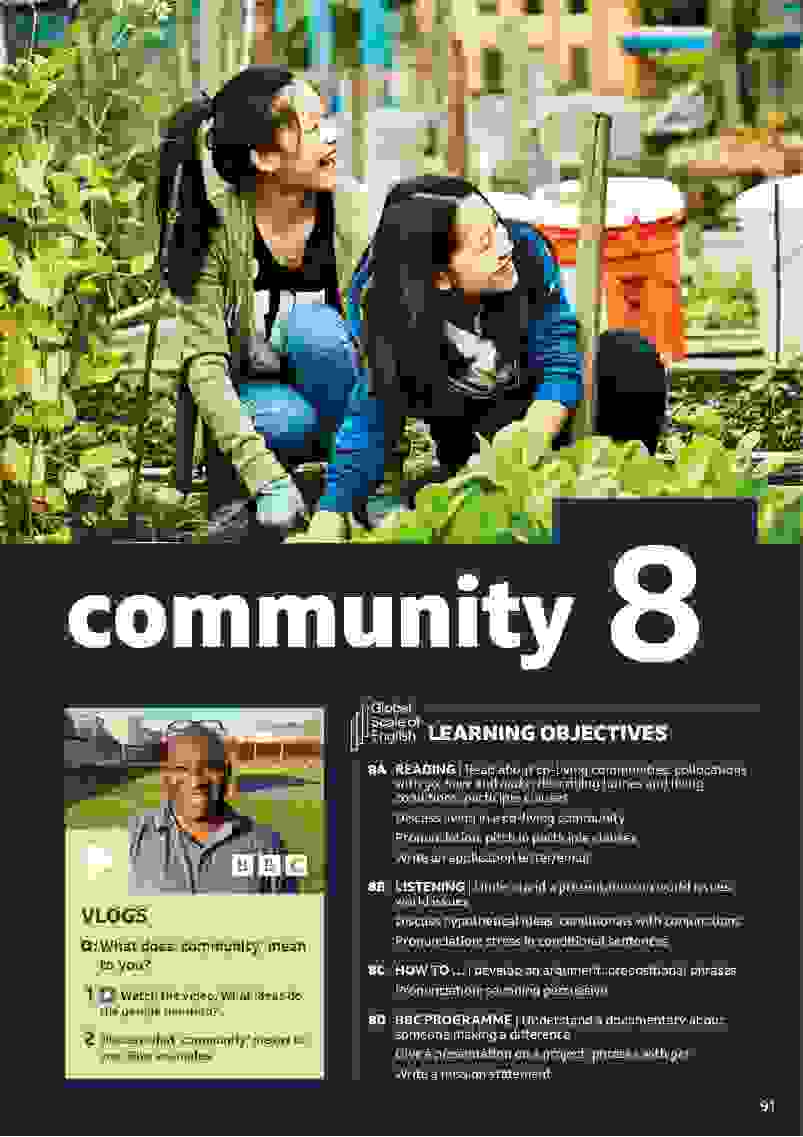 community 8
BBC
VLOGS
Q: What does 'community' mean
to you?
1 Watch the video. What ideas do
the people mention?
2 Discuss what 'community' means to
Global
Scale of
English LEARNING OBJECTIVES
8A READING | Read about co-living communities: collocations
with go, have and make; describing homes and living
conditions; participle clauses
Discuss living in a co-living community
Pronunciation: pitch in participle clauses
Write an application letter/email
8B LISTENING | Understand a presentation on world issues:
world issues
Discuss hypothetical ideas: conditionals with conjunctions
Pronunciation: stress in conditional sentences
8C HOW TO ... | develop an argument: prepositional phrases
Pronunciation: sounding persuasive
8D BBC PROGRAMME | Understand a documentary about
someone making a difference
Give a presentation on a project: phrases with get
Write a mission statement
91